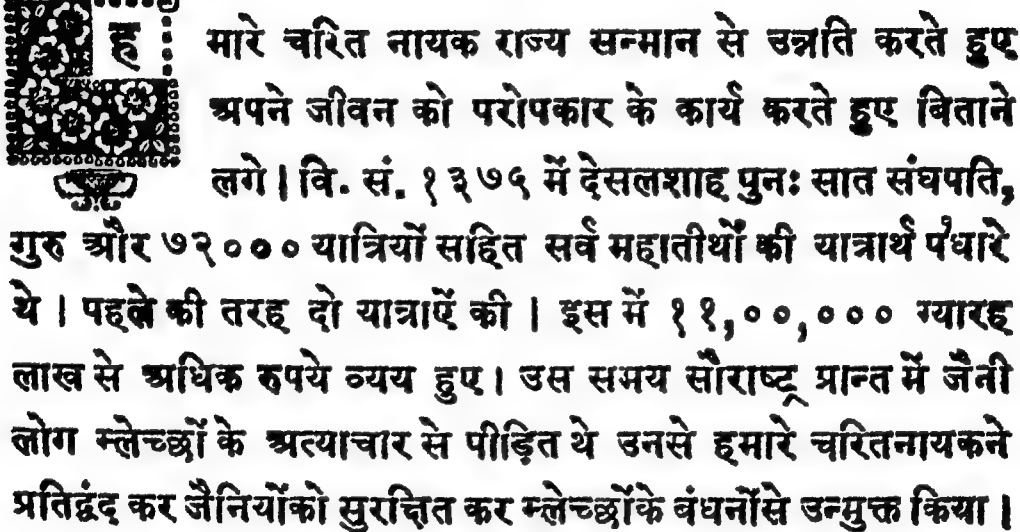 हमारे चरित नायक राज्य सन्मान से उन्नति करते हुए
अपने जीवन को परोपकार के कार्य करते हुए बिताने
लगे | वि. सं. १३७५ में देसलशाह पुनः सात संघपति,
गुरु और ७२००० यात्रियों सहित सर्व महातीर्थों की यात्रार्थ पधारे
थे । पहले की तरह दो यात्राऐं की । इस में ११,००,००० ग्यारह
लाख से अधिक रुपये व्यय हुए । उस समय सौराष्ट्र प्रान्त में जैनी
लोग म्लेच्छों के अत्याचार से पीड़ित थे उनसे हमारे चरितनायकने
प्रतिद्वंद कर जैनियोंको सुरक्षित कर म्लेच्छोंके बंधनोंसे उन्मुक्त किया ।